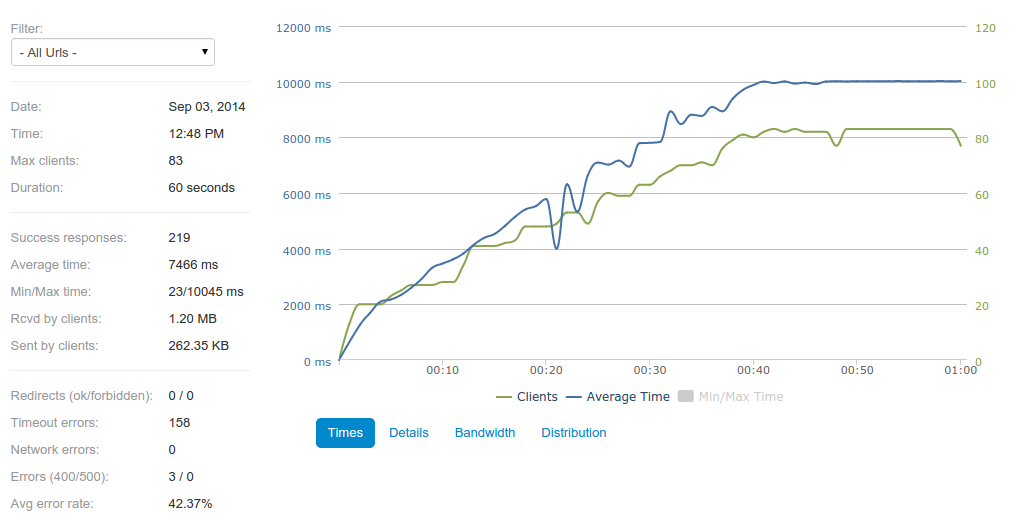 Filter:
- All Urls -
Date: Sep 03, 2014
Time: 12:48 PM
Max clients: 83
Duration: 60 seconds
Success responses: 219
Average time: 7466 ms
Min/Max time: 23/10045 ms
Rcvd by clients: 1.20 MB
Sent by clients: 262.35 KB
Redirects (ok/forbidden): 0 / 0
Timeout errors: 158
Network errors: 0
Errors (400/500): 3 / 0
Avg error rate: 42.37%
12000 ms 120
10000 ms 100
8000 ms 80
6000 ms 60
4000 ms 40
2000 ms 20
0 ms 0
00:10 00:20 00:30 00:40 00:50 01:00
Clients Average Time Min/Max Time
Times Details Bandwidth Distribution